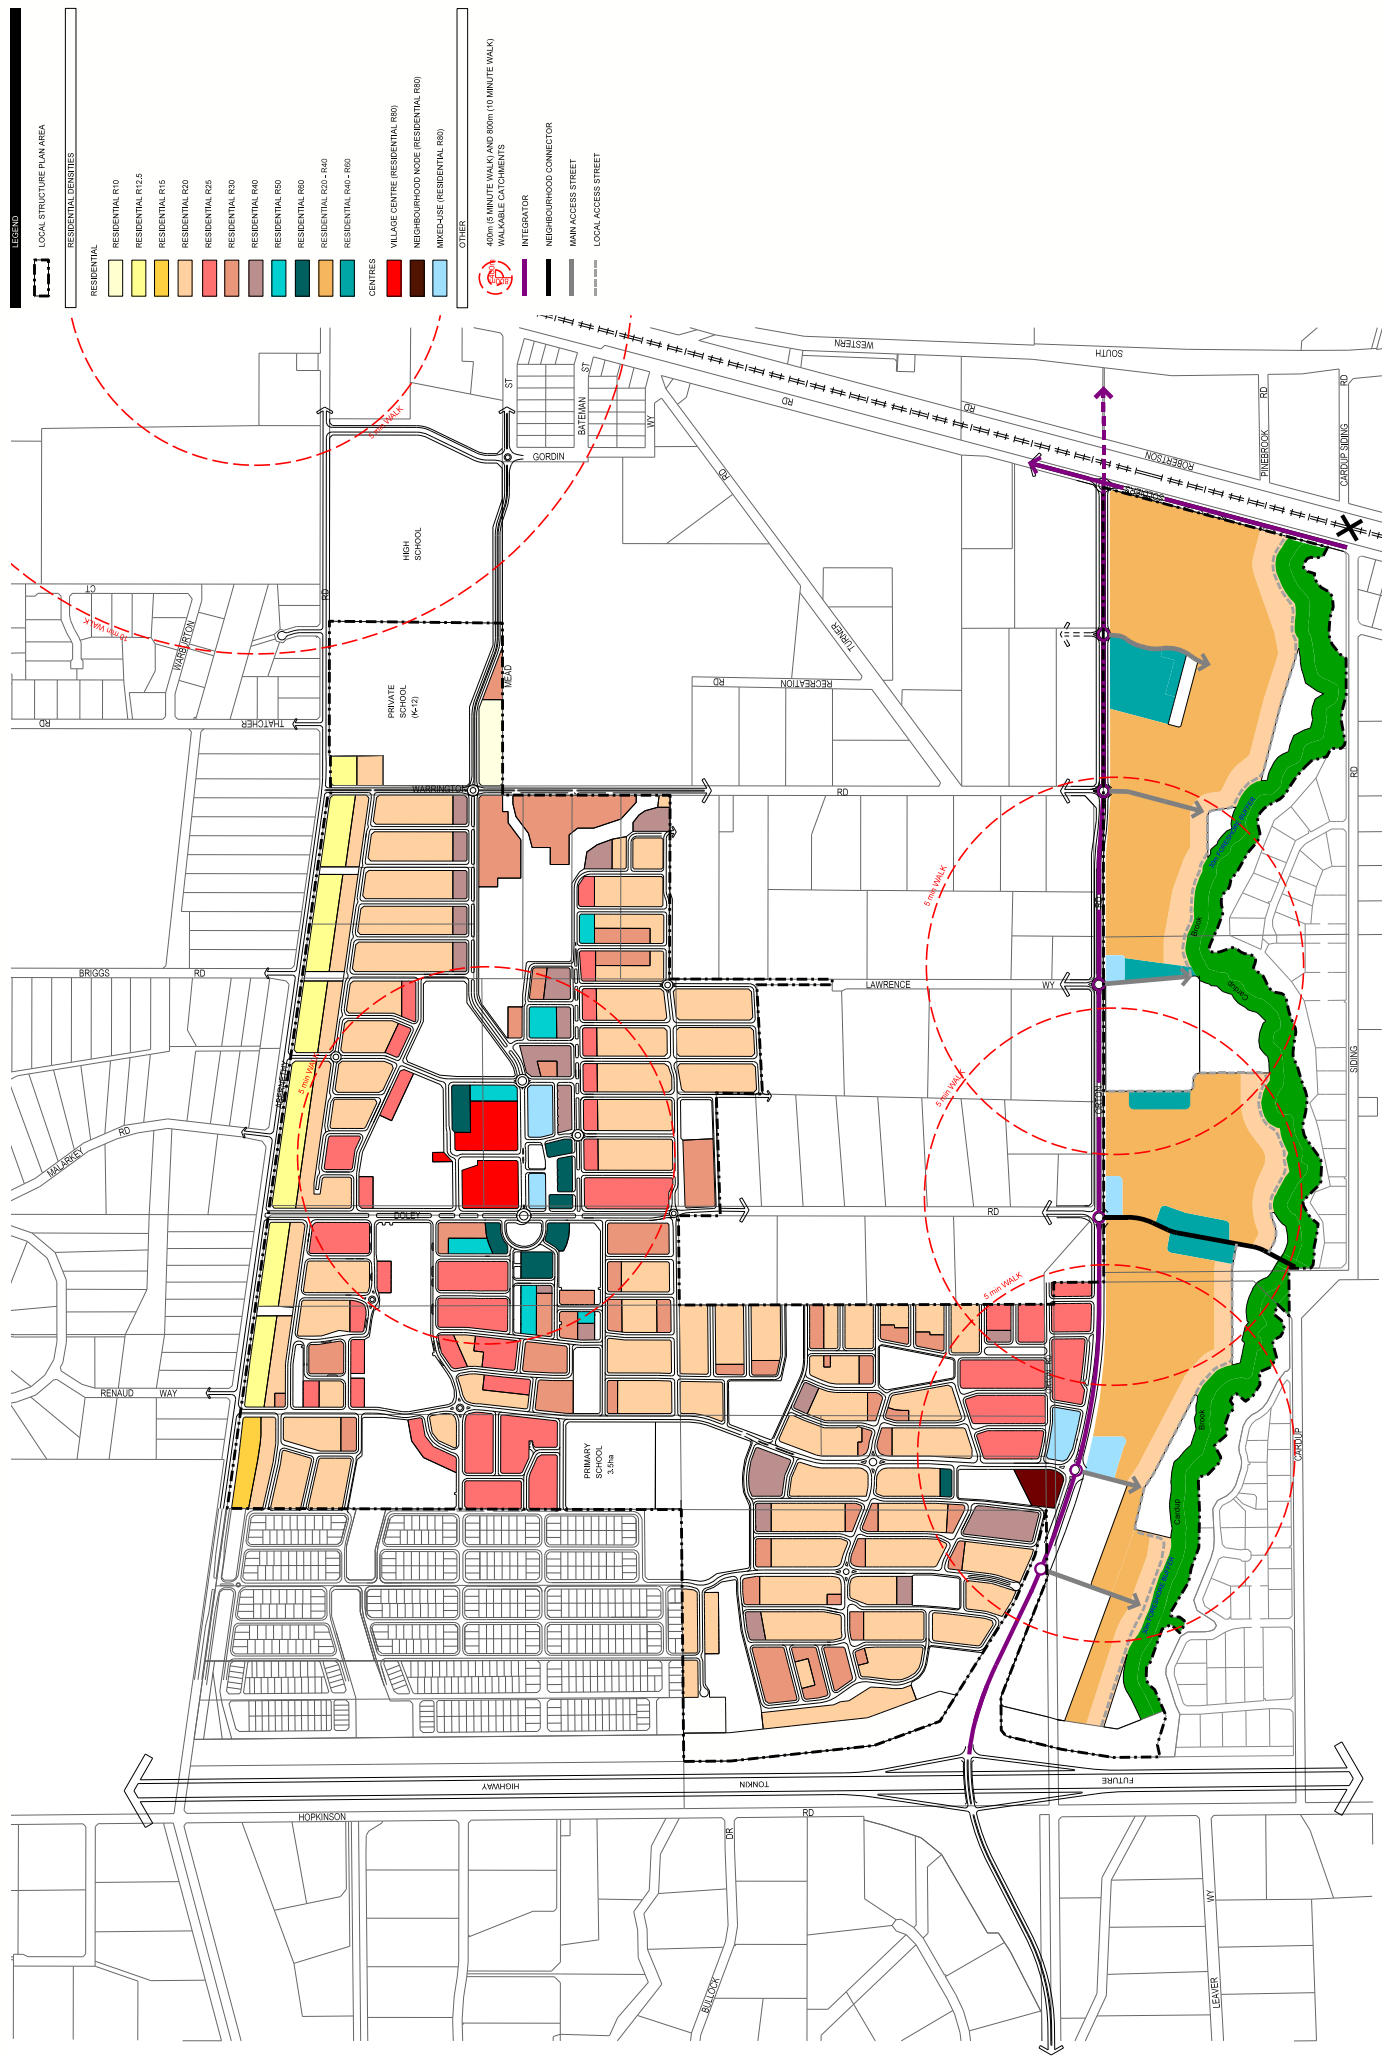 LEGEND
LOCAL STRUCTURE PLAN AREA
RESIDENTIAL DENSITIES
RESIDENTIAL
RESIDENTIAL R10
RESIDENTIAL R12.5
RESIDENTIAL R15
RESIDENTIAL R20
RESIDENTIAL R25
RESIDENTIAL R30
RESIDENTIAL R40
RESIDENTIAL R50
RESIDENTIAL R60
RESIDENTIAL R20 - R40
RESIDENTIAL R40 - R60
CENTRES
VILLAGE CENTRE (RESIDENTIAL R80)
NEIGHBOURHOOD NODE (RESIDENTIAL R80)
MIXED-USE (RESIDENTIAL R80)
OTHER
400m (5 MINUTE WALK) AND 800m (10 MINUTE WALK)
WALKABLE CATCHMENTS
INTEGRATOR
NEIGHBOURHOOD CONNECTOR
MAIN ACCESS STREET
LOCAL ACCESS STREET
WESTERN
SOUTH
ST
BATEMAN
ST
WY
GORDIN
RD
RD
ROBERTSON
PINEBROOK
RD
CARDUP SIDING
RD
5 min WALK
10 min WALK
HIGH
SCHOOL
RD
CT
WARBURTON
THATCHER
RD
PRIVATE
SCHOOL
(K-12)
MEAD
TURNER
RD
RECREATION
RD
WARRINGTON
RD
BRIGGS
RD
LAWRENCE
WY
5 min WALK
5 min WALK
5 min WALK
5 min WALK
MALARKEY
RD
DOLEY
RD
RENAUD
WAY
Brook
Cardup
RD
SIDING
CARDUP
Brook
Cardup
PRIMARY
SCHOOL
3.5ha
HIGHWAY
TONKIN
FUTURE
HOPKINSON
RD
BULLOCK
DR
LEAVER
WY